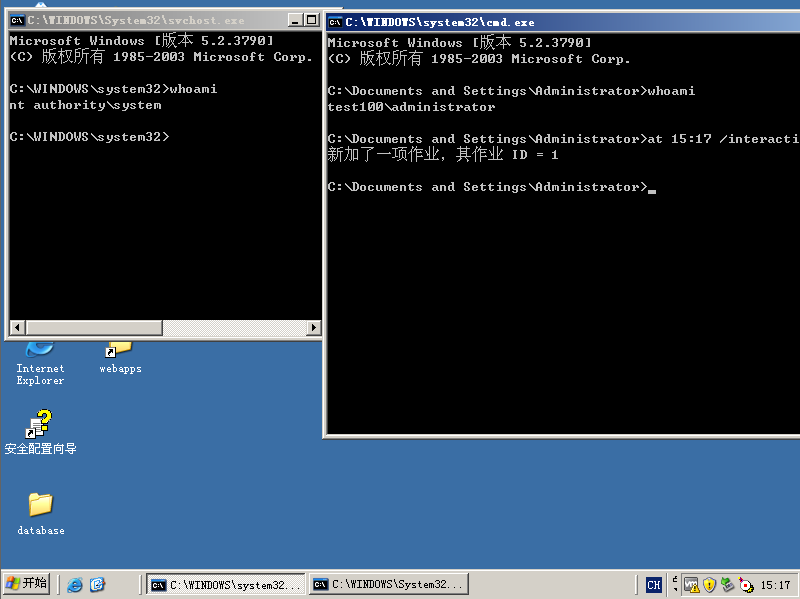 C:\WINDOWS\System32\svchost.exe
Microsoft Windows [版本 5.2.3790]
(C) 版权所有 1985-2003 Microsoft Corp.
C:\WINDOWS\system32>whoami
nt authority\system
C:\WINDOWS\system32>
C:\WINDOWS\system32\cmd.exe
Microsoft Windows [版本 5.2.3790]
(C) 版权所有 1985-2003 Microsoft Corp.
C:\Documents and Settings\Administrator>whoami
test100\administrator
C:\Documents and Settings\Administrator>at 15:17 /interacti
新加了一项作业，其作业 ID = 1
C:\Documents and Settings\Administrator>
Internet
Explorer
webapps
安全配置向导
database
开始
C:\WINDOWS\system32...
C:\WINDOWS\System32...
CH
15:17